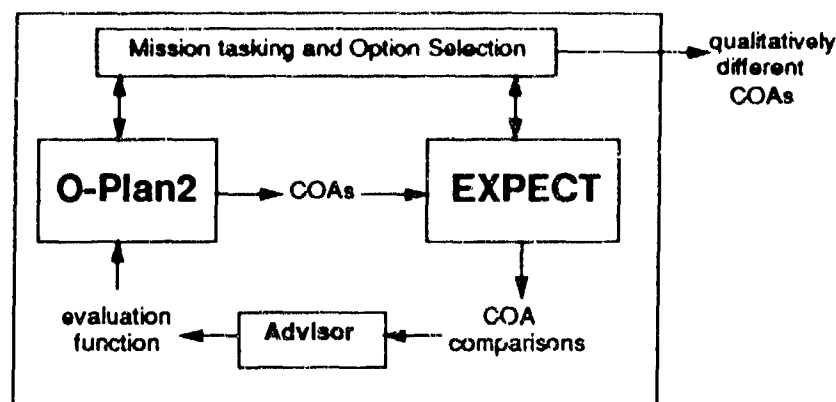 Mission tasking and Option Selection
qualitatively
different
COAs
O-Plan2
COAs
EXPECT
evaluation
function
Advisor
COA
comparisons